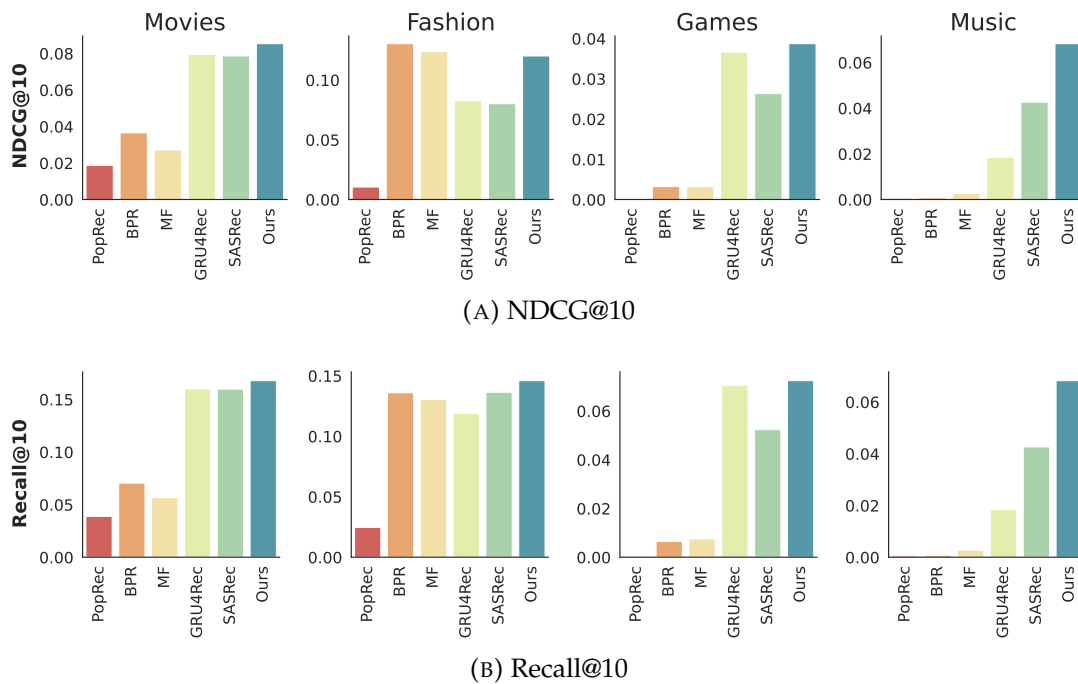 Movies Fashion Games Music
NDCG@10
0.08
0.06
0.04
0.02
0.00
PopRec BPR MF GRU4Rec SASRec Ours
0.10
0.05
0.00
PopRec BPR MF GRU4Rec SASRec Ours
0.04
0.03
0.02
0.01
0.00
PopRec BPR MF GRU4Rec SASRec Ours
0.06
0.04
0.02
0.00
PopRec BPR MF GRU4Rec SASRec Ours
(A) NDCG@10
Recall@10
0.15
0.10
0.05
0.00
PopRec BPR MF GRU4Rec SASRec Ours
0.15
0.10
0.05
0.00
PopRec BPR MF GRU4Rec SASRec Ours
0.06
0.04
0.02
0.00
PopRec BPR MF GRU4Rec SASRec Ours
0.06
0.04
0.02
0.00
PopRec BPR MF GRU4Rec SASRec Ours
(B) Recall@10